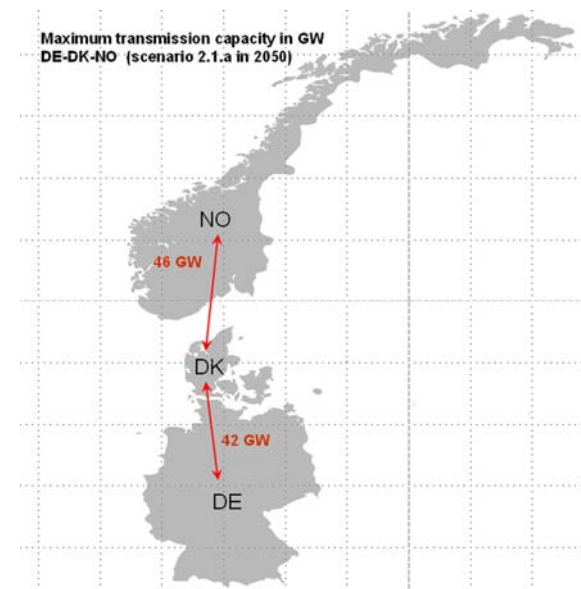 Maximum transmission capacity in GW
DE-DK-NO (scenario 2.1.a in 2050)
NO
46 GW
DK
42 GW
DE